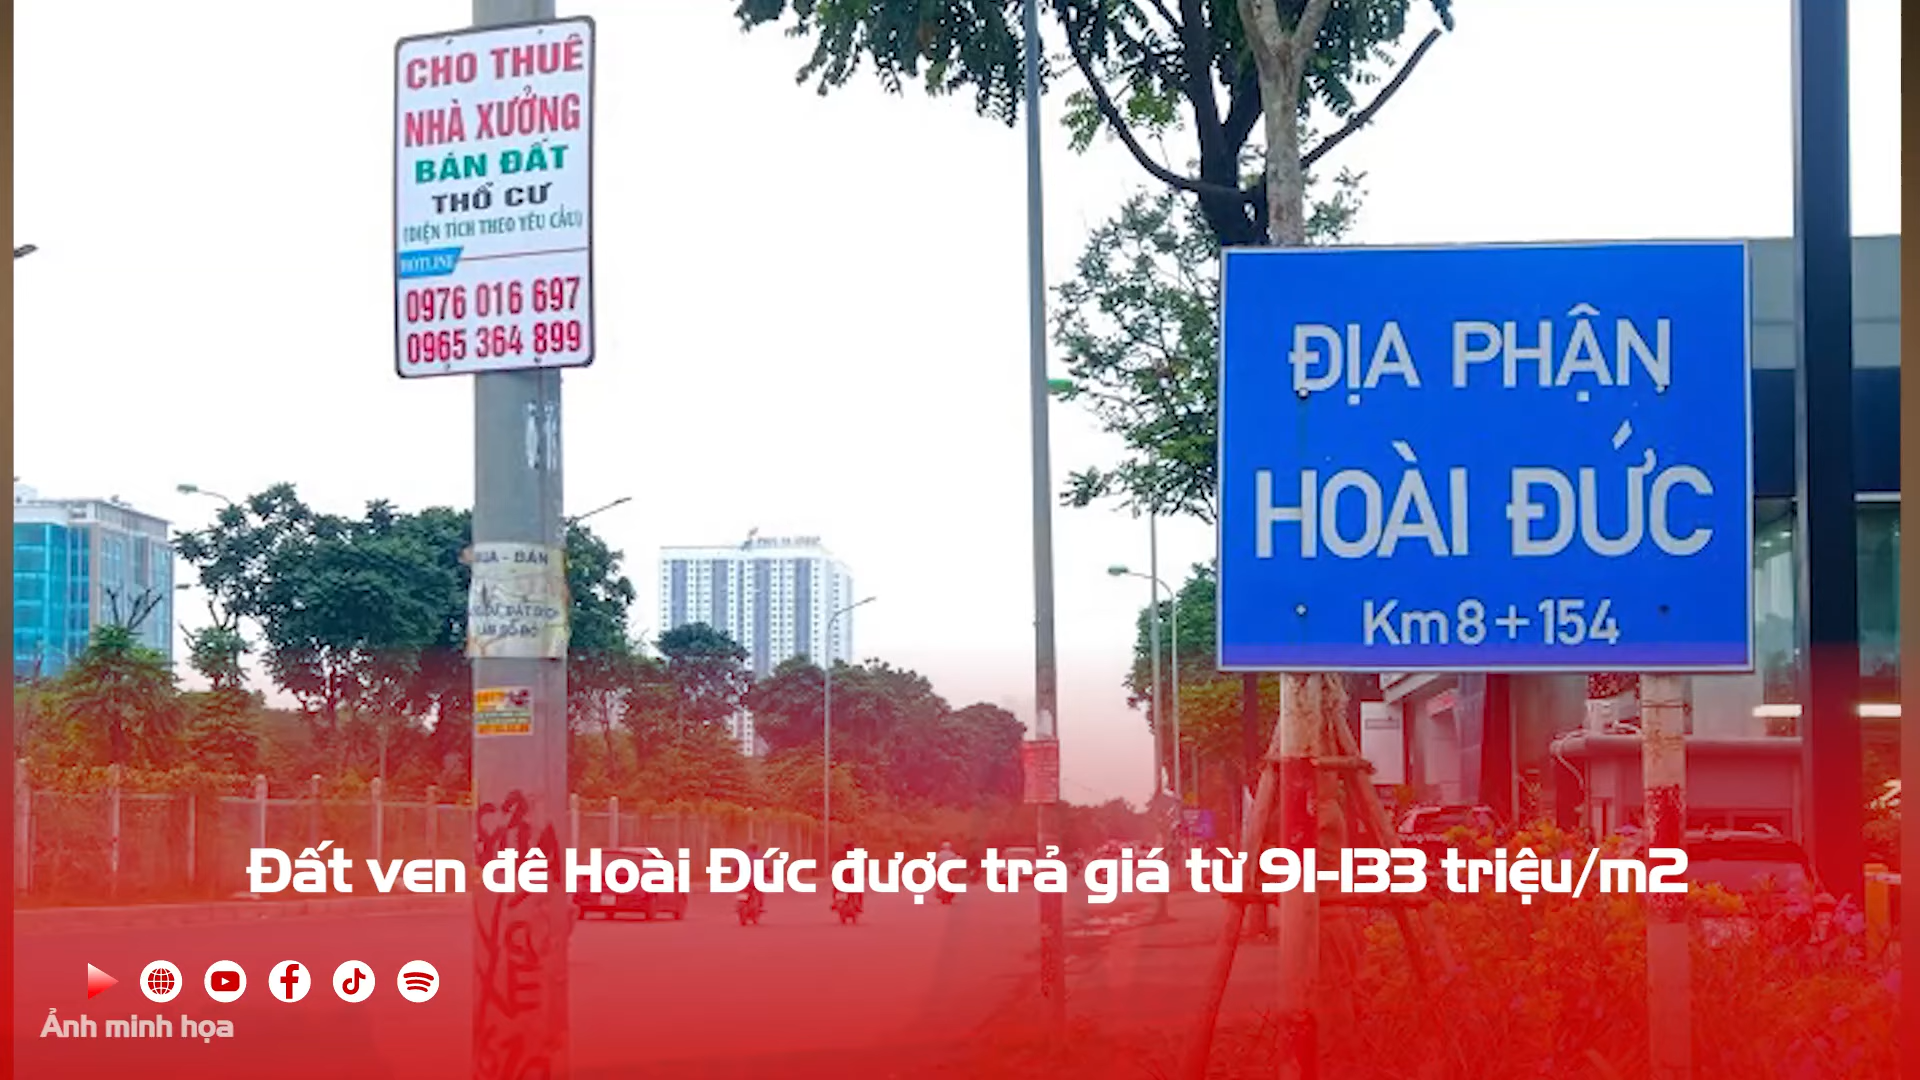 CHO THUÊ
NHÀ XƯỞNG
BÁN ĐẤT
THỔ CƯ
(DIỆN TÍCH THEO YÊU CẦU)
HOTLINE
0976 016 697
0965 364 899
ĐỊA PHẬN
HOÀI ĐỨC
Km8+154
MUA - BÁN
Đất ven đê Hoài Đức được trả giá từ 91-133 triệu/m2
Ảnh minh họa